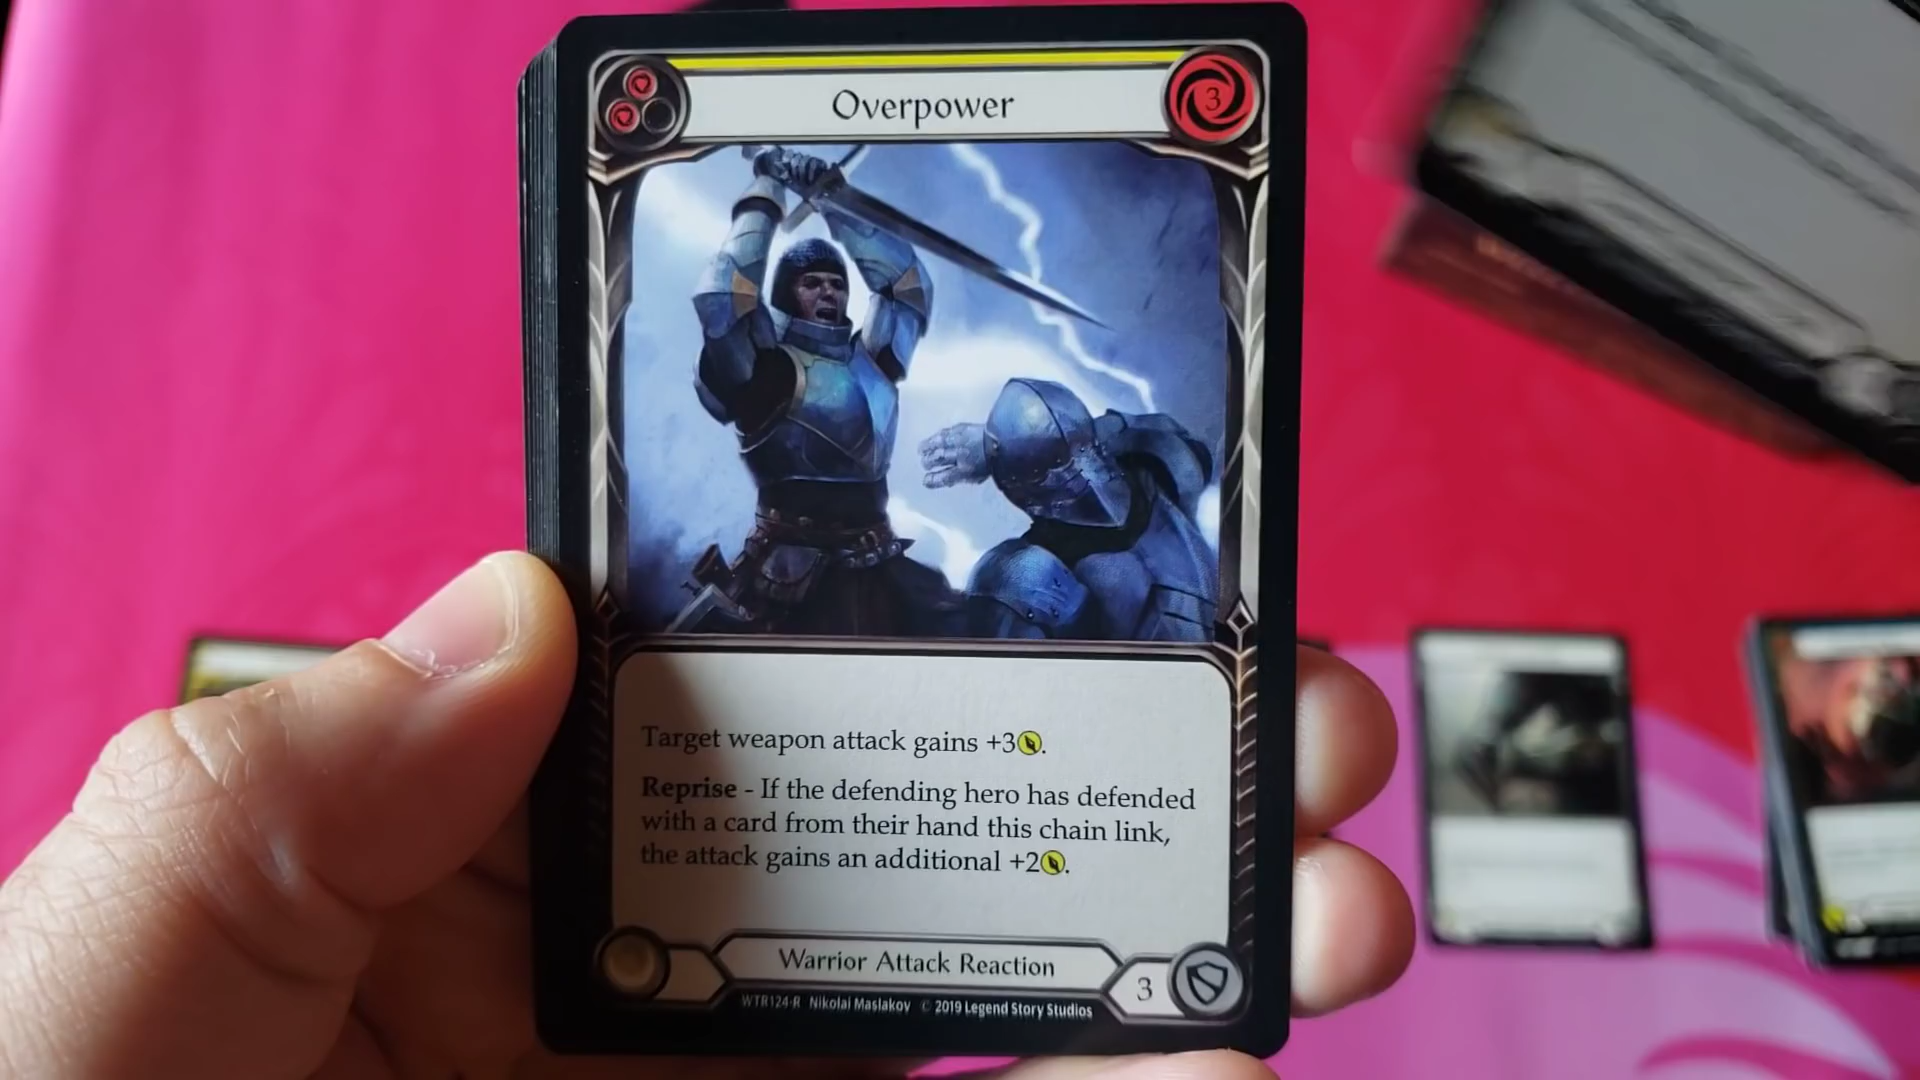 Overpower
3
Target weapon attack gains +3.
Reprise - If the defending hero has defended
with a card from their hand this chain link,
the attack gains an additional +2.
Warrior Attack Reaction
3
WTR124-R Nikolai Maslakov © 2019 Legend Story Studios